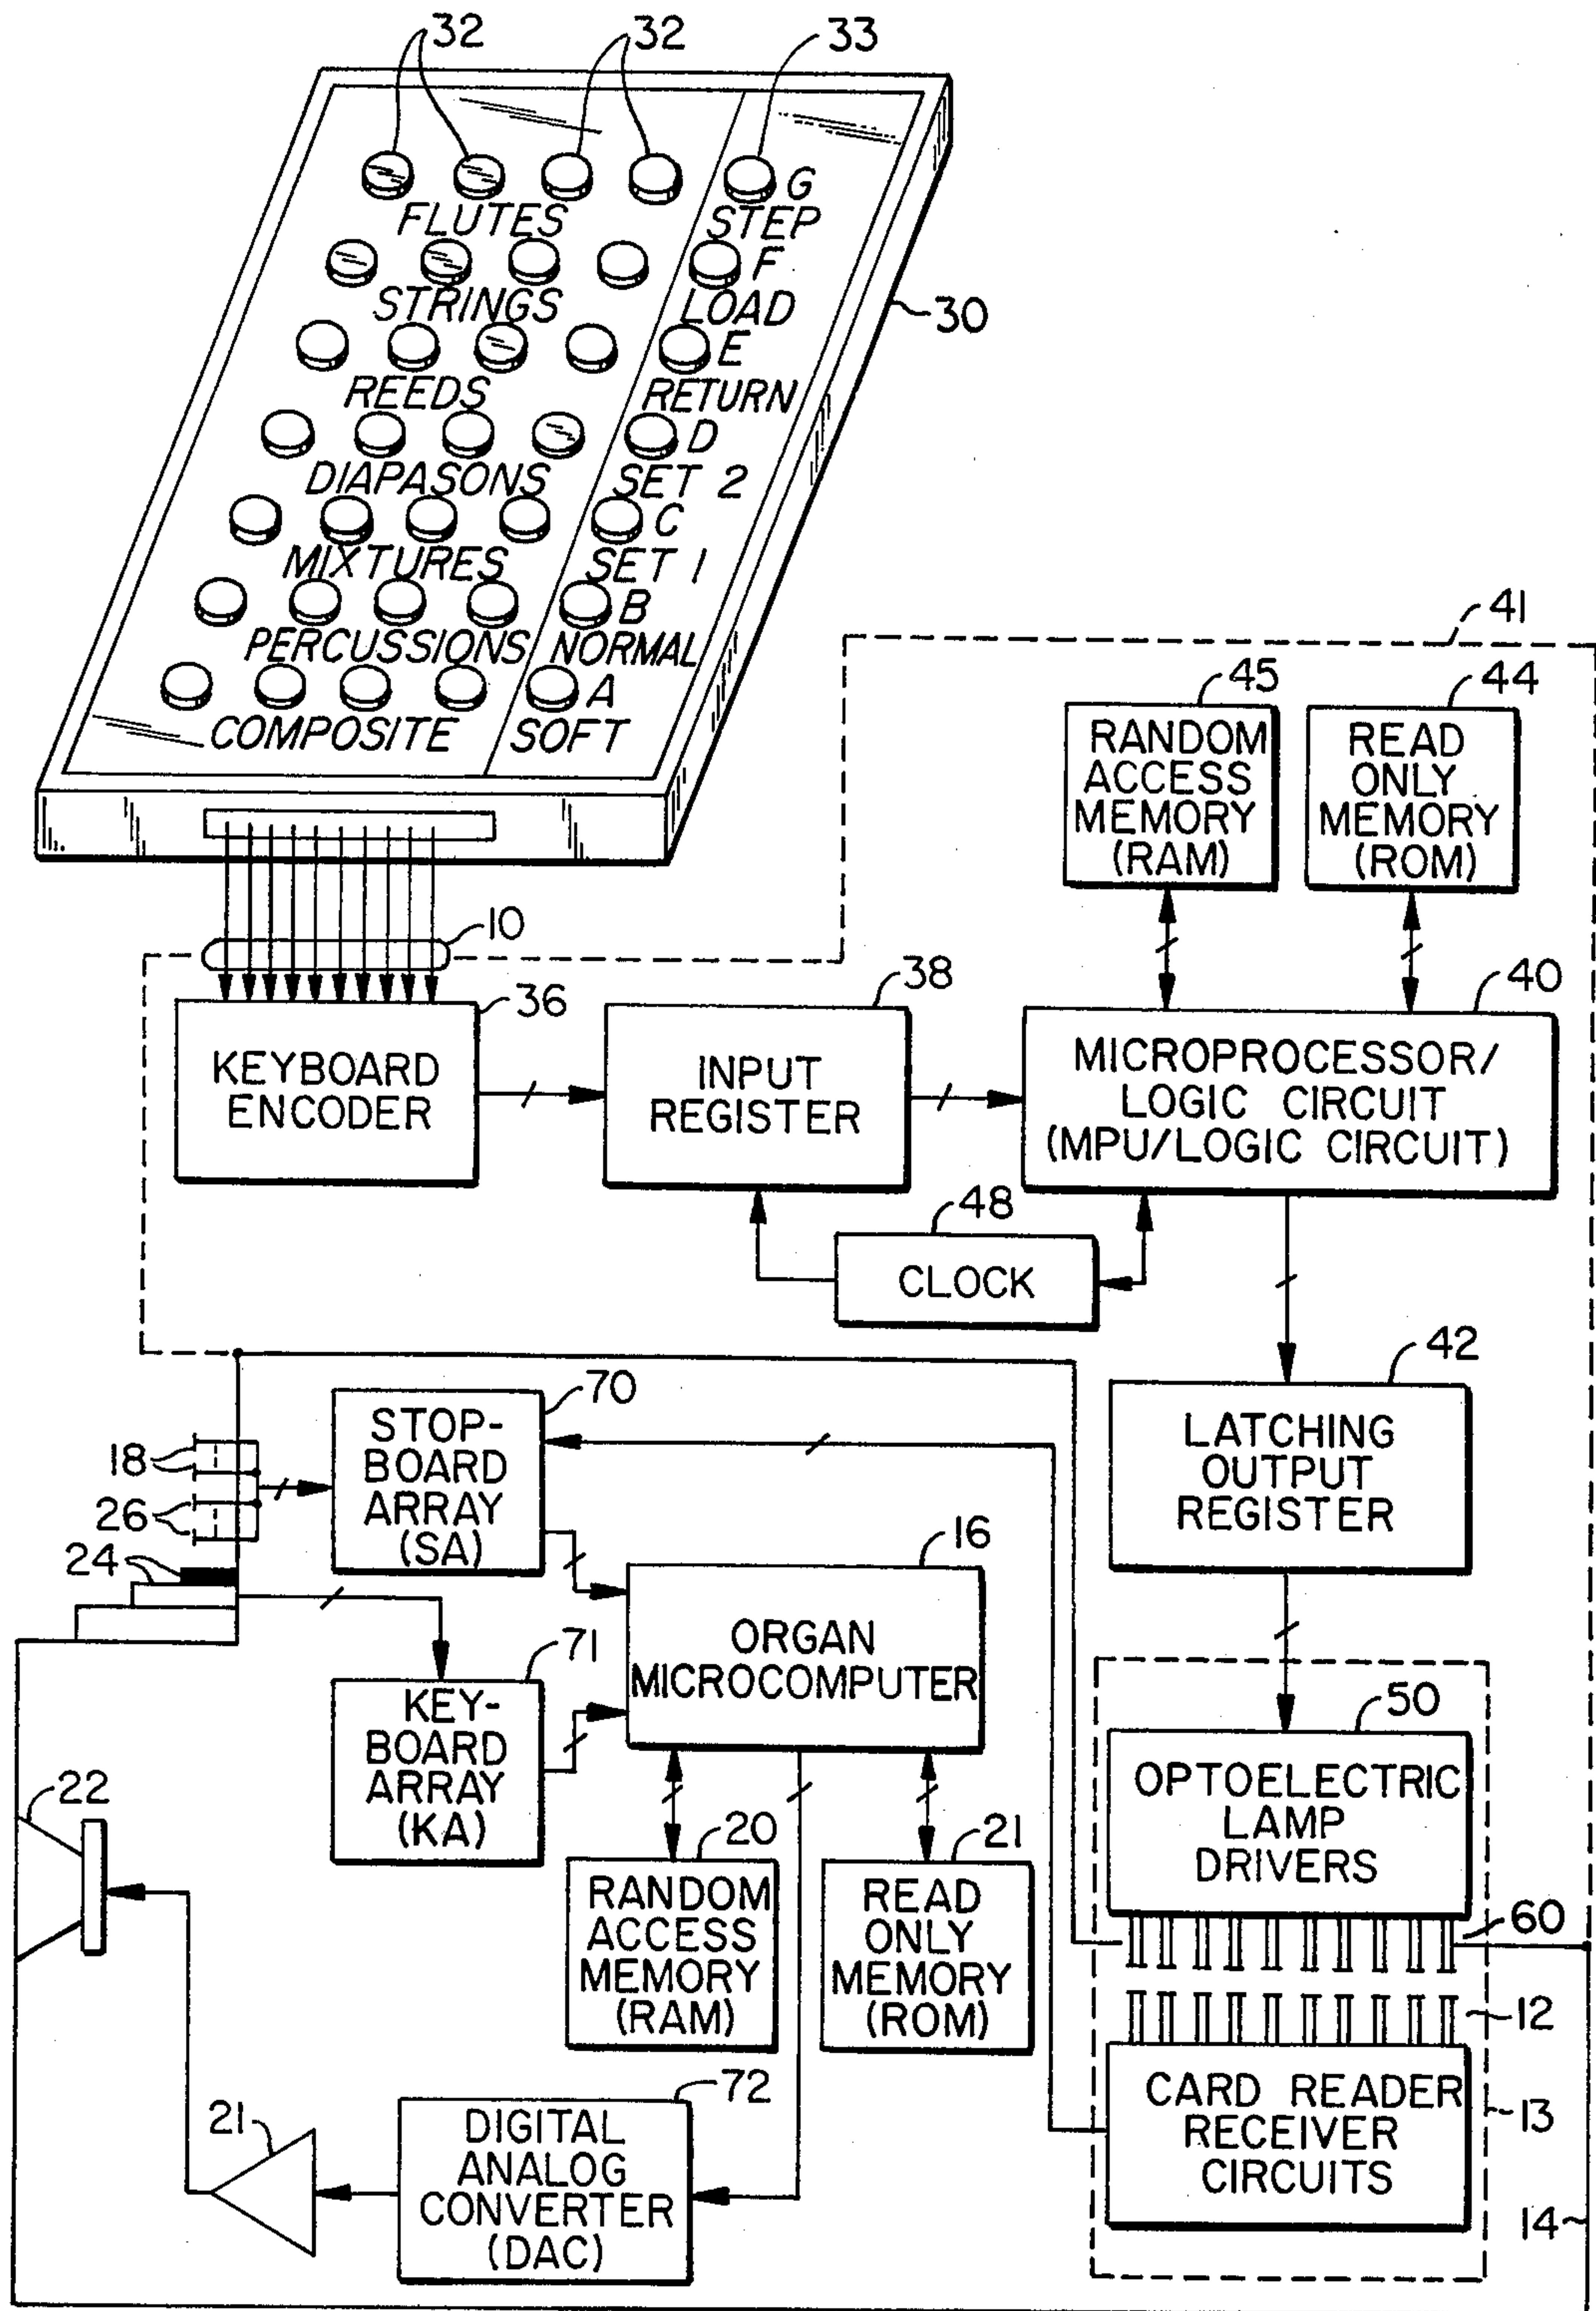 32 32 33
G
FLUTES STEP
F
STRINGS LOAD
30
E
REEDS RETURN
D
DIAPASONS SET 2
C
MIXTURES SET 1
B
PERCUSSIONS NORMAL
A
COMPOSITE SOFT
41
45
RANDOM
ACCESS
MEMORY
(RAM)
44
READ
ONLY
MEMORY
(ROM)
10
36
KEYBOARD
ENCODER
38
INPUT
REGISTER
40
MICROPROCESSOR/
LOGIC CIRCUIT
(MPU/LOGIC CIRCUIT)
48
CLOCK
42
LATCHING
OUTPUT
REGISTER
18
26
24
70
STOP-
BOARD
ARRAY
(SA)
16
ORGAN
MICROCOMPUTER
71
KEY-
BOARD
ARRAY
(KA)
50
OPTOELECTRIC
LAMP
DRIVERS
22
20
RANDOM
ACCESS
MEMORY
(RAM)
21
READ
ONLY
MEMORY
(ROM)
60
12
CARD READER
RECEIVER
CIRCUITS
13
14
72
DIGITAL
ANALOG
CONVERTER
(DAC)
21